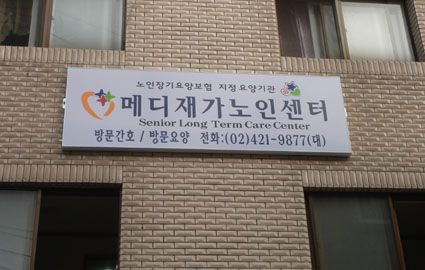 노인장기요양보험 지정요양기관
메디재가노인센터
Senior Long Term Care Center
방문간호 / 방문요양 전화:(02)421-9877(대)